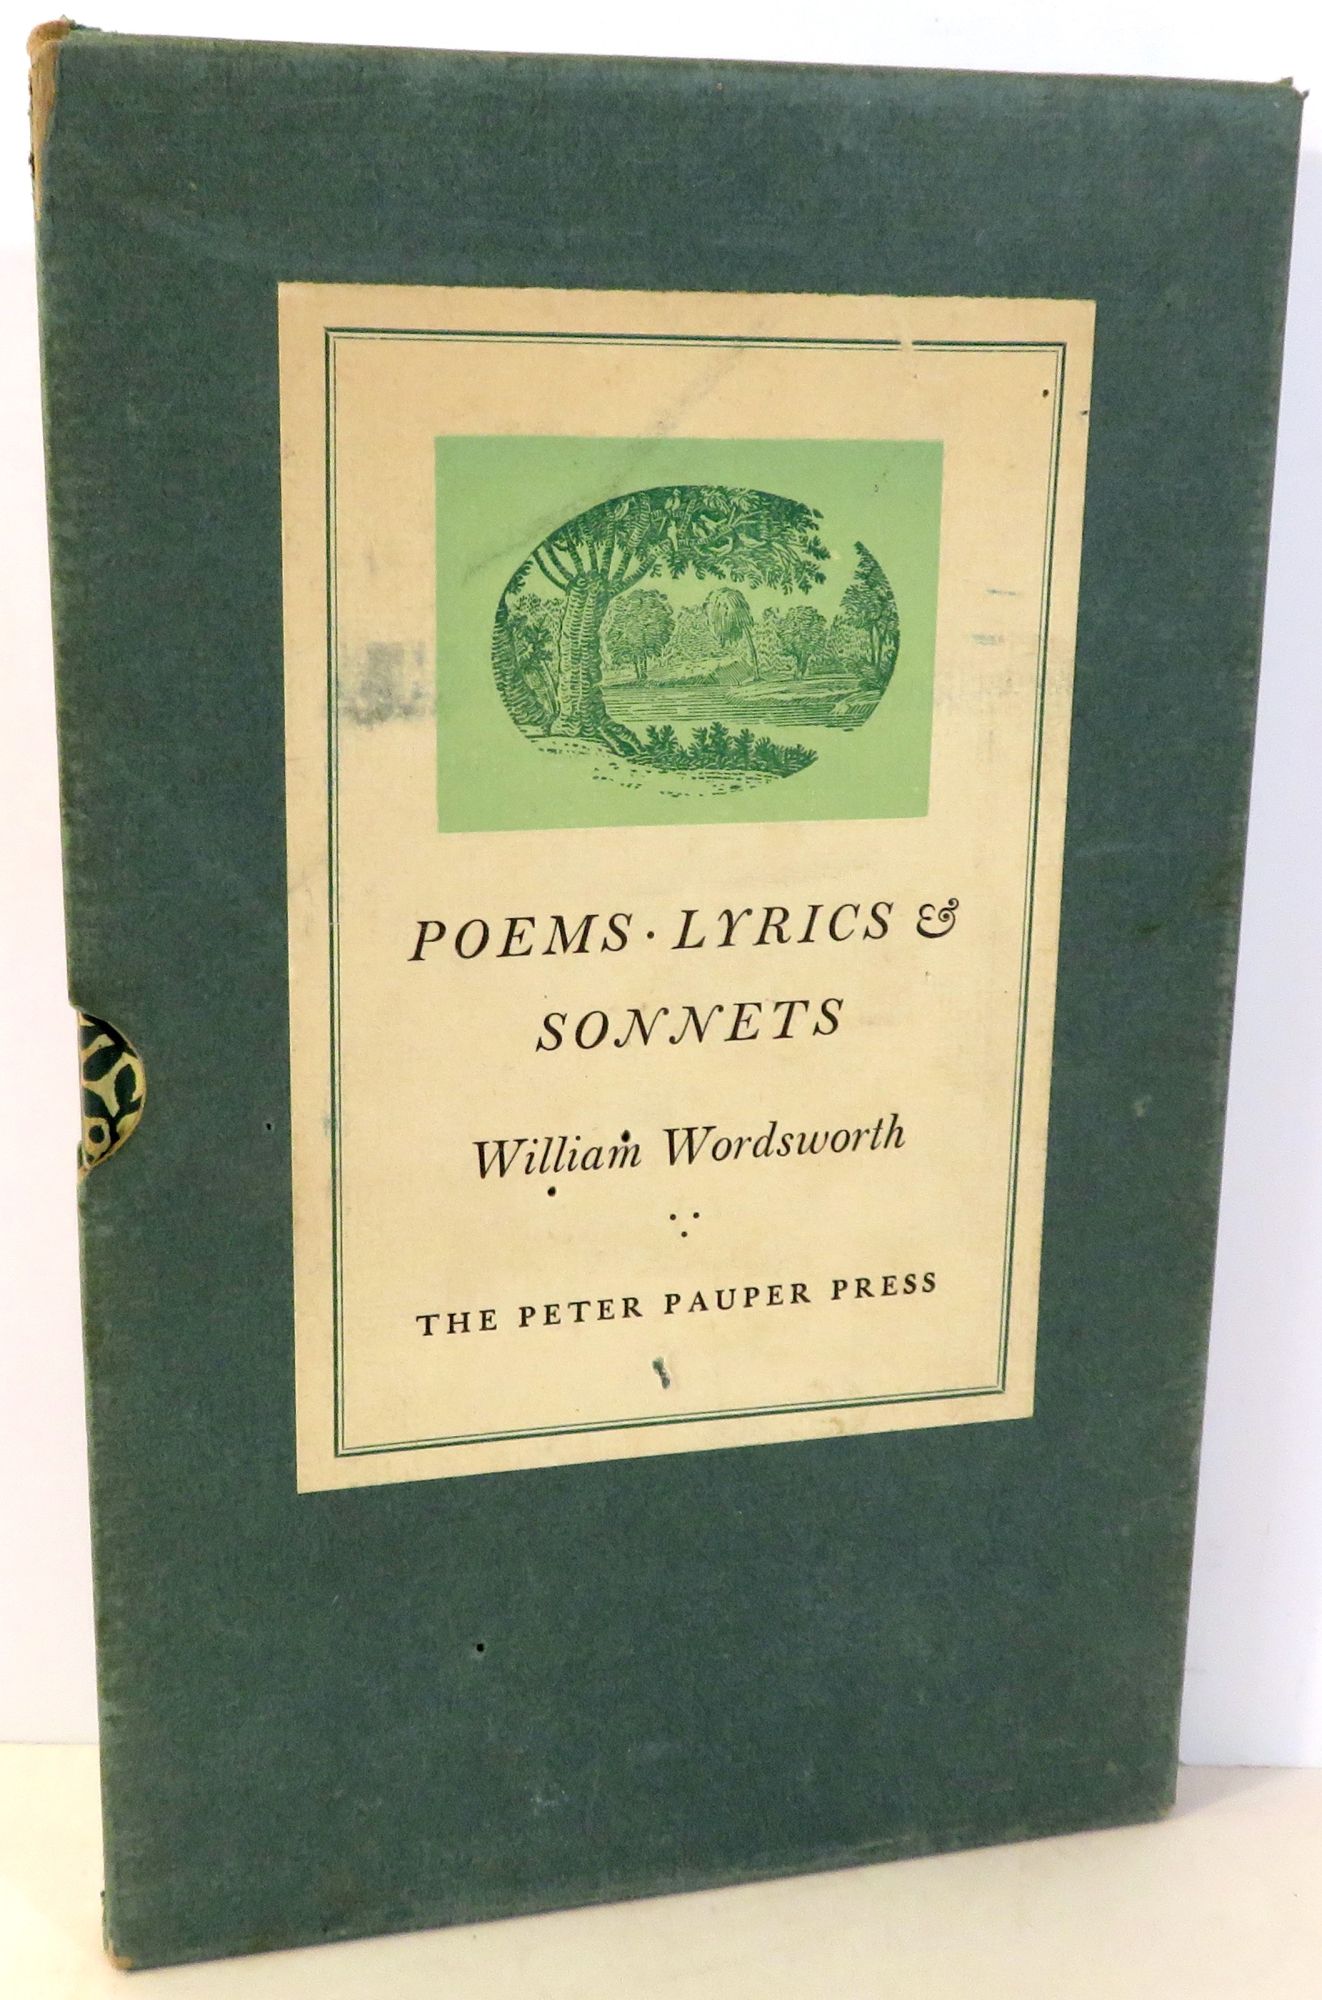 POEMS · LYRICS &
SONNETS
William Wordsworth
THE PETER PAUPER PRESS